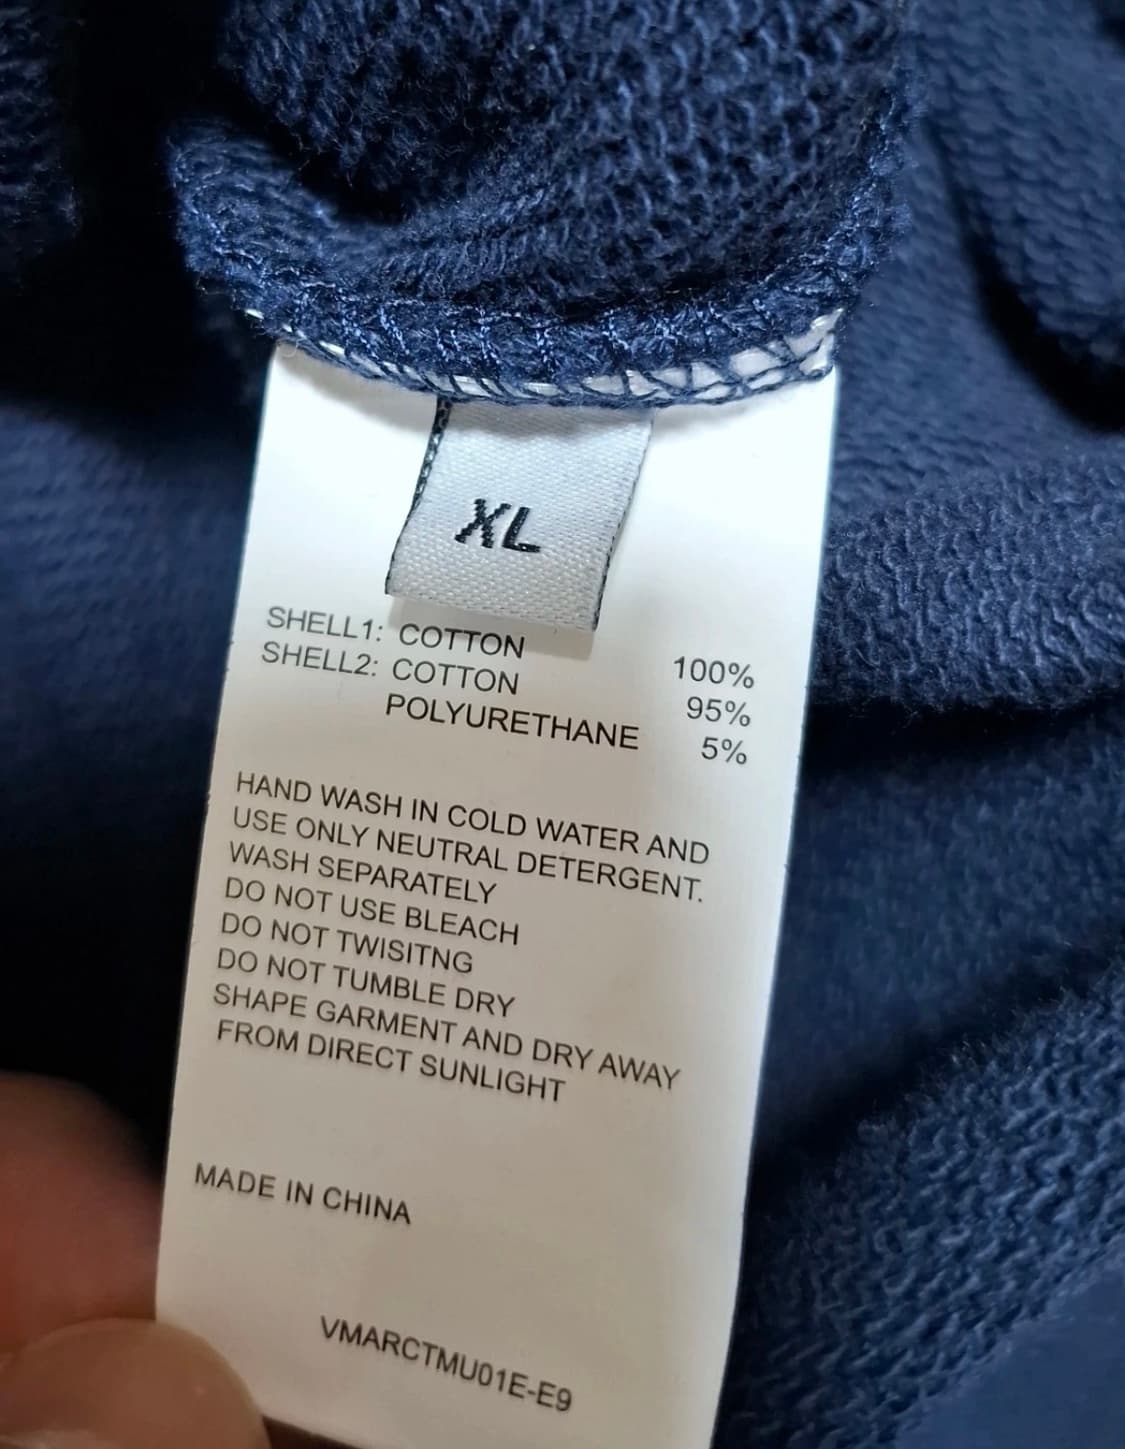 XL
SHELL1: COTTON 100%
SHELL2: COTTON 95%
POLYURETHANE 5%
HAND WASH IN COLD WATER AND
USE ONLY NEUTRAL DETERGENT.
WASH SEPARATELY
DO NOT USE BLEACH
DO NOT TWISITNG
DO NOT TUMBLE DRY
SHAPE GARMENT AND DRY AWAY
FROM DIRECT SUNLIGHT
MADE IN CHINA
VMARCTMU01E-E9